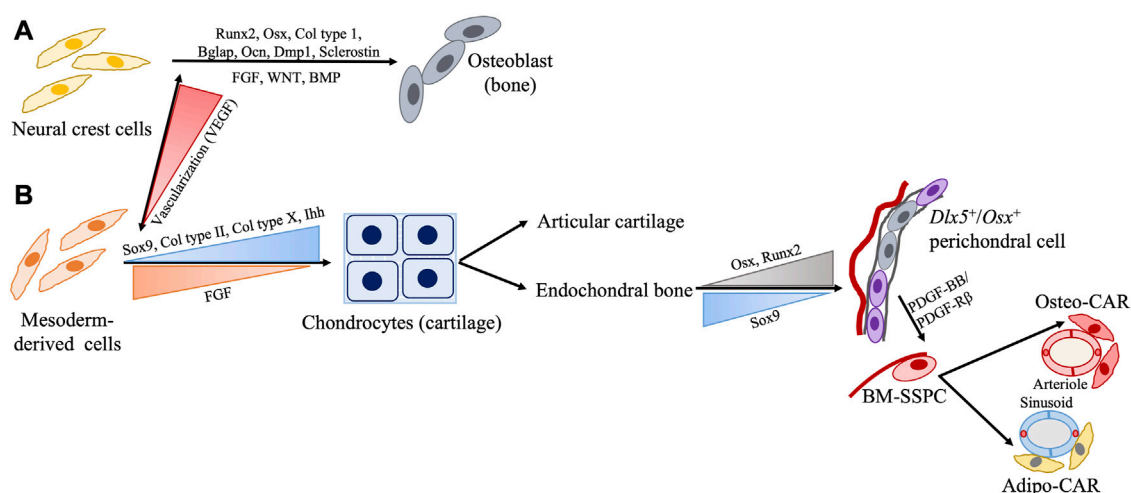 A
Runx2, Osx, Col type 1,
Bglap, Ocn, Dmp1, Sclerostin
FGF, WNT, BMP
Osteoblast
(bone)
Neural crest cells
Vascularization (VEGF)
B
Sox9, Col type II, Col type X, Ihh
FGF
Mesoderm-
derived cells
Chondrocytes (cartilage)
Articular cartilage
Endochondral bone
Osx, Runx2
Sox9
Dlx5⁺/Osx⁺
perichondral cell
PDGF-BB/
PDGF-Rβ
BM-SSPC
Osteo-CAR
Arteriole
Sinusoid
Adipo-CAR